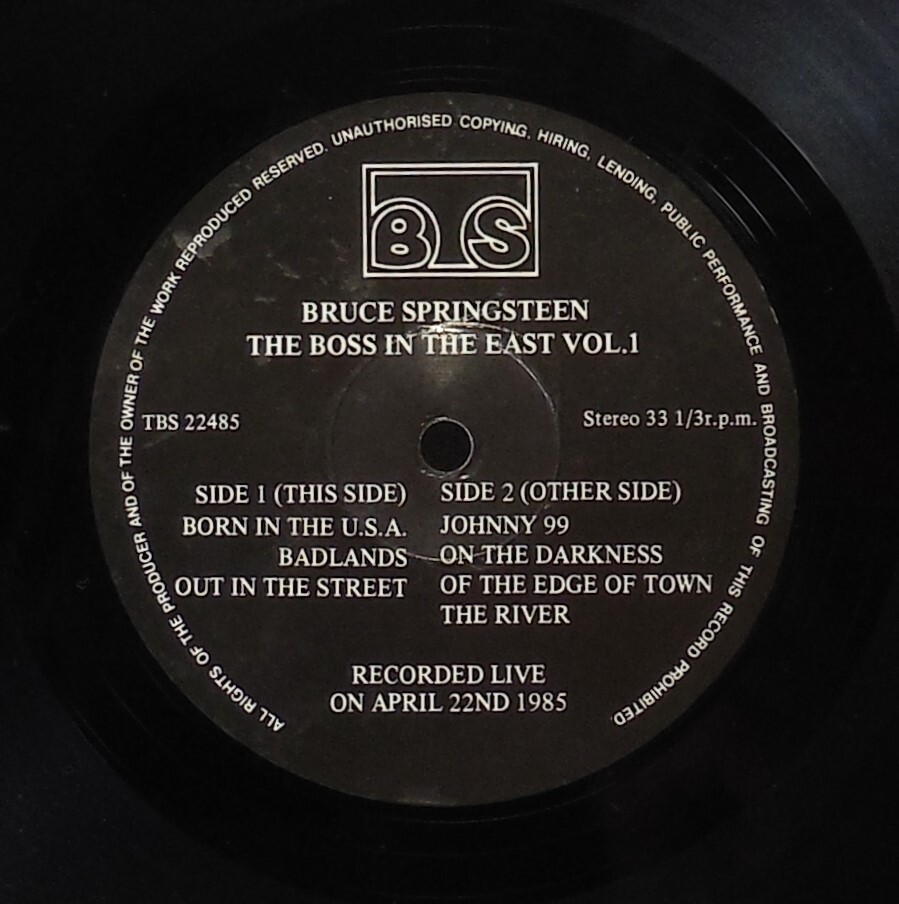 ALL RIGHTS OF THE PRODUCER AND OF THE OWNER OF THE WORK REPRODUCED RESERVED. UNAUTHORISED COPYING, HIRING, LENDING, PUBLIC PERFORMANCE AND BROADCASTING OF THIS RECORD PROHIBITED.
BTS
BRUCE SPRINGSTEEN
THE BOSS IN THE EAST VOL.1
TBS 22485
Stereo 33 1/3r.p.m.
SIDE 1 (THIS SIDE)
BORN IN THE U.S.A.
BADLANDS
OUT IN THE STREET
SIDE 2 (OTHER SIDE)
JOHNNY 99
ON THE DARKNESS
OF THE EDGE OF TOWN
THE RIVER
RECORDED LIVE
ON APRIL 22ND 1985